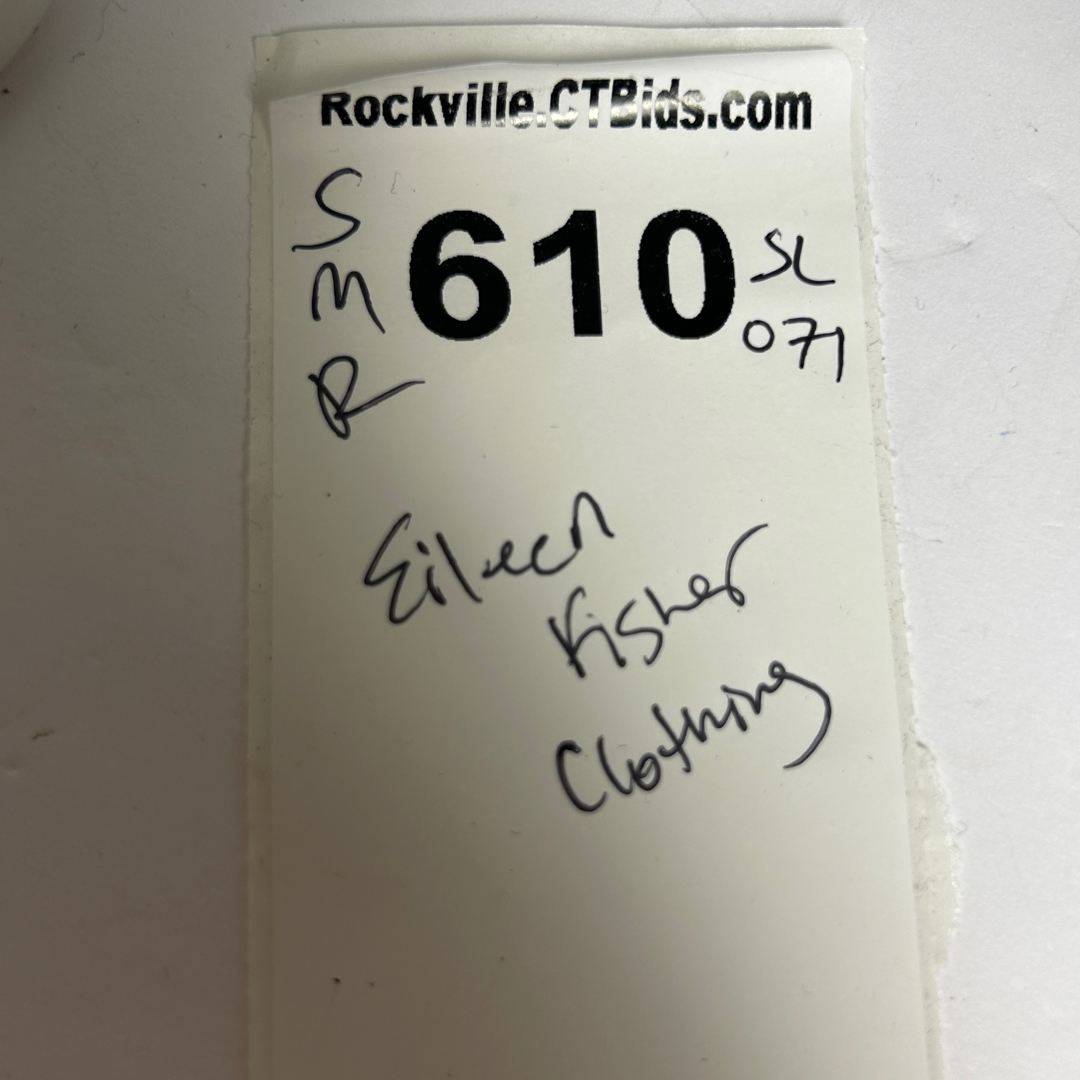 Rockville.CTBids.com
S
M
R
610
SL
071
Eileen
Fisher
Clothing